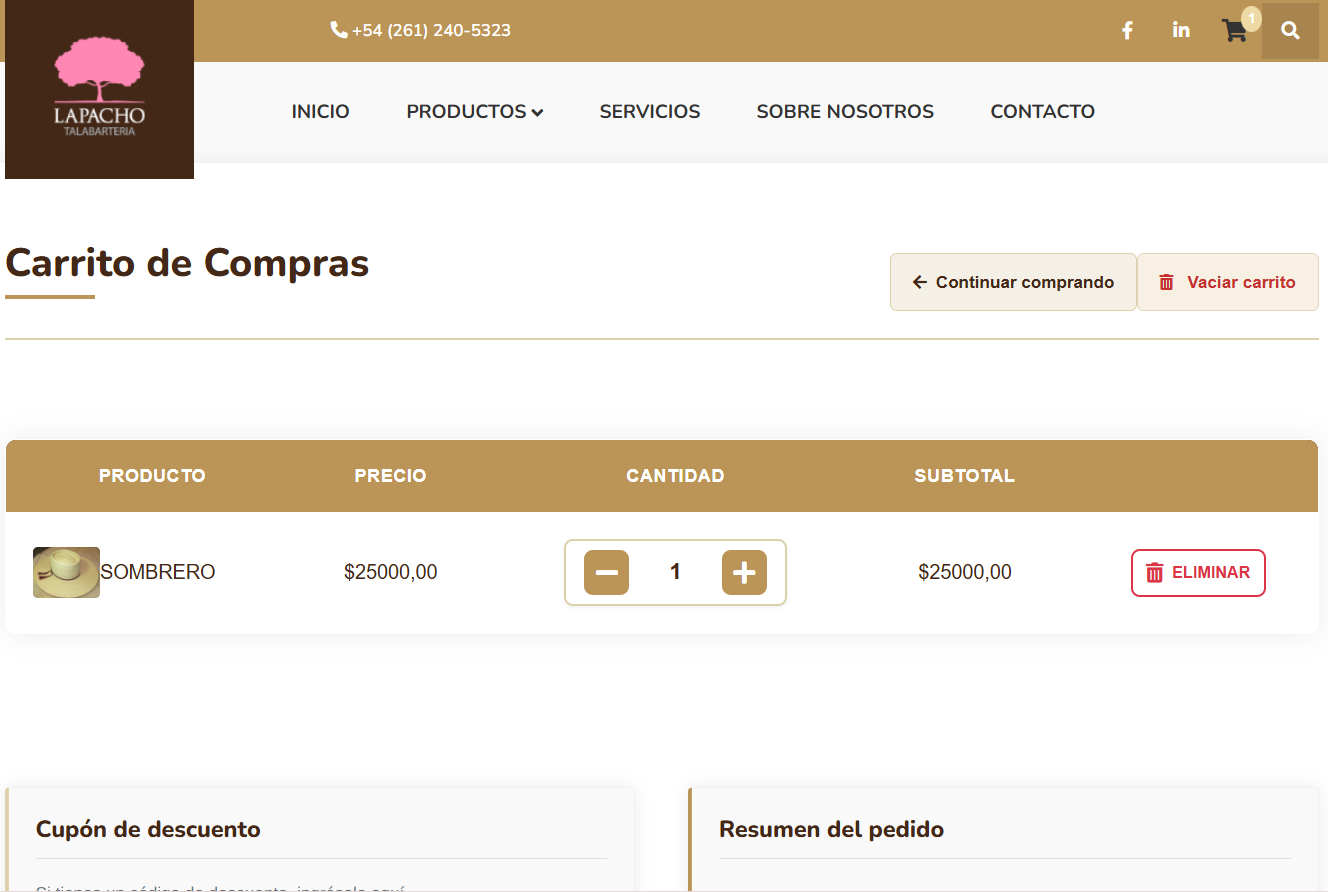 +54 (261) 240-5323
1
LAPACHO
TALABARTERIA
INICIO PRODUCTOS SERVICIOS SOBRE NOSOTROS CONTACTO
Carrito de Compras
Continuar comprando
Vaciar carrito
PRODUCTO PRECIO CANTIDAD SUBTOTAL
SOMBRERO $25000,00 1 $25000,00 ELIMINAR
Cupón de descuento
Si tienes un código de descuento, ingrésalo aquí
Resumen del pedido